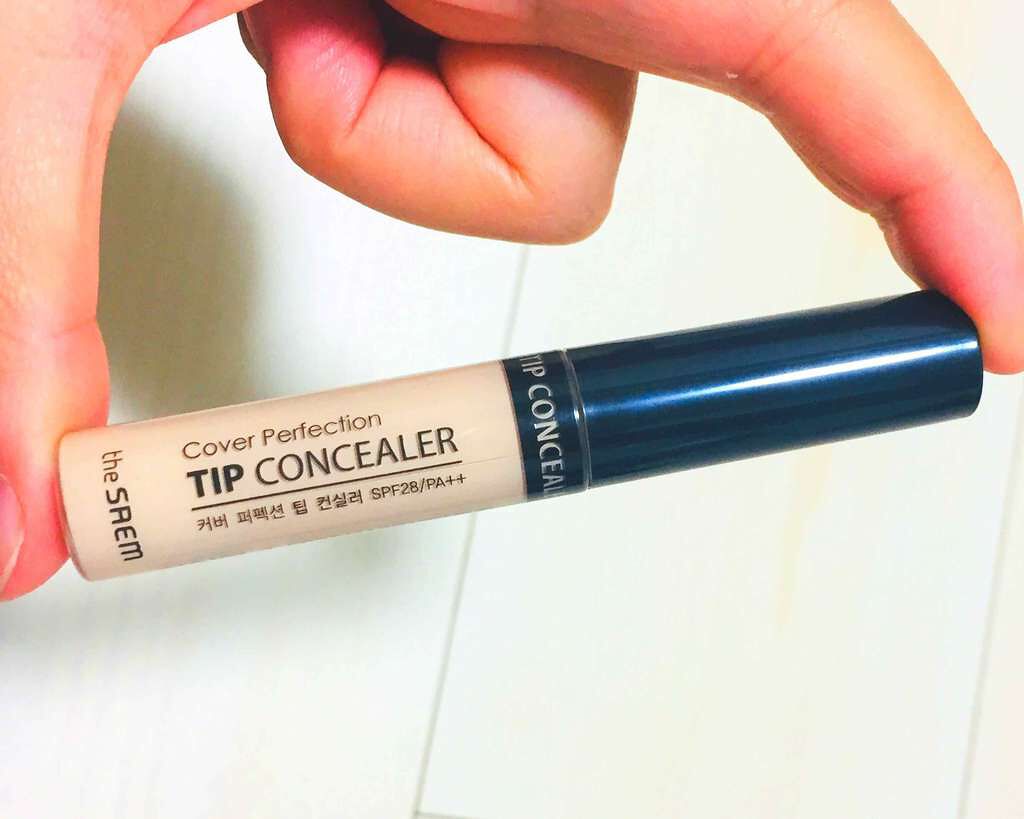 the SAEM
Cover Perfection
TIP CONCEALER
커버 퍼펙션 팁 컨실러 SPF28/PA++
TIP CONCEAL